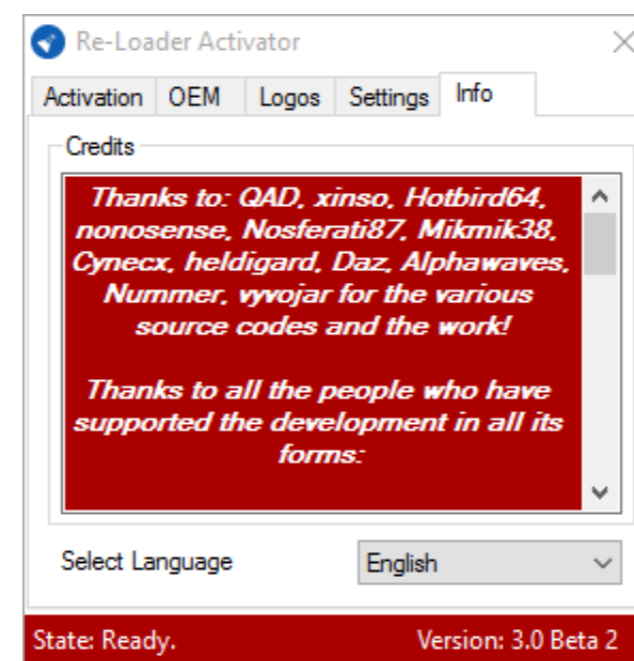 Re-Loader Activator
Activation OEM Logos Settings Info
Credits
Thanks to: QAD, xinso, Hotbird64,
nonosense, Nosferati87, Mikmik38,
Cynecx, heldigard, Daz, Alphawaves,
Nummer, vyvojar for the various
source codes and the work!
Thanks to all the people who have
supported the development in all its
forms:
Select Language English
State: Ready. Version: 3.0 Beta 2